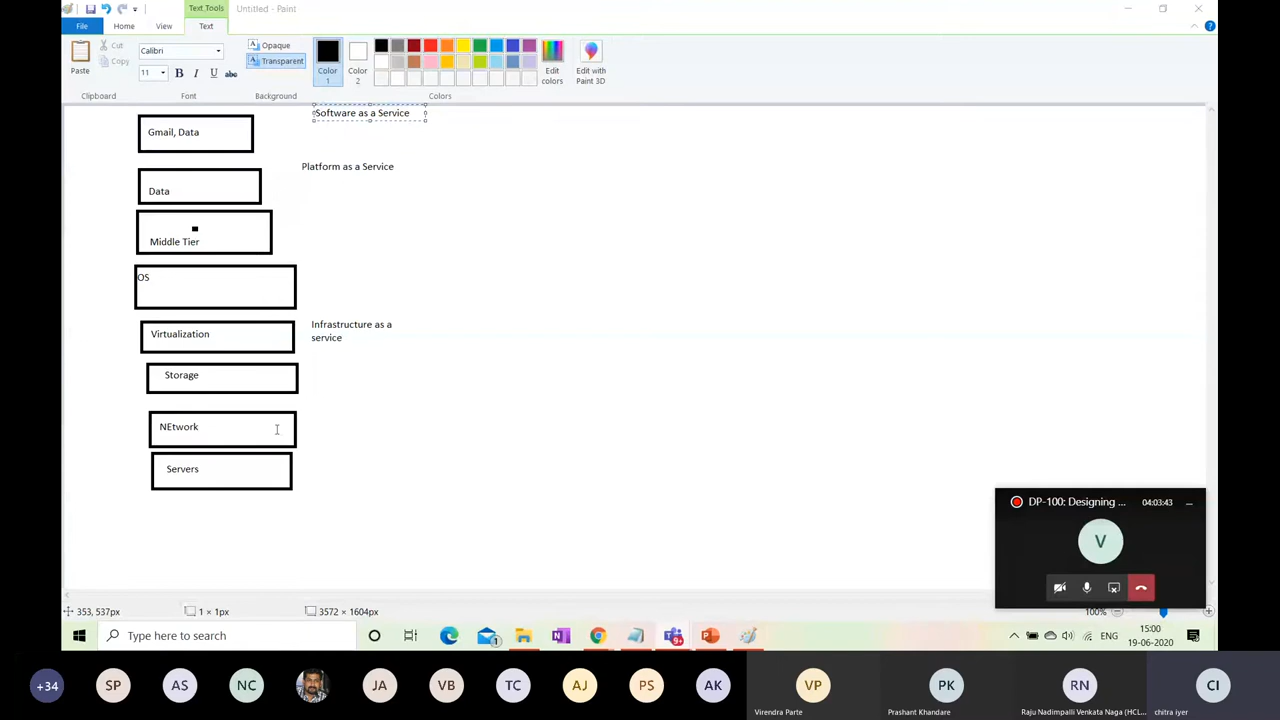 Text Tools
Untitled - Paint
File
Home
View
Text
Paste
Cut
Copy
Clipboard
Calibri
11
B
I
U
abc
Font
Opaque
Transparent
Background
Color
1
Color
2
Edit
colors
Edit with
Paint 3D
Colors
Software as a Service
Gmail, Data
Platform as a Service
Data
Middle Tier
OS
Infrastructure as a
service
Virtualization
Storage
NEtwork
Servers
DP-100: Designing ...
04:03:43
V
353, 537px
1 × 1px
3572 × 1604px
100%
Type here to search
1
9+
ENG
15:00
19-06-2020
+34
SP
AS
NC
JA
VB
TC
AJ
PS
AK
VP
Virendra Parte
PK
Prashant Khandare
RN
Raju Nadimpalli Venkata Naga (HCL...
CI
chitra iyer